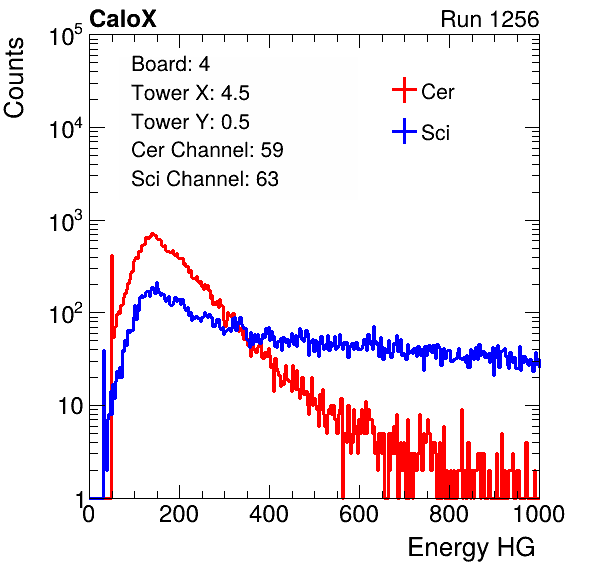 CaloX Run 1256
Counts
10^5
10^4
10^3
10^2
10
1
Board: 4
Tower X: 4.5
Tower Y: 0.5
Cer Channel: 59
Sci Channel: 63
Cer
Sci
0 200 400 600 800 1000
Energy HG